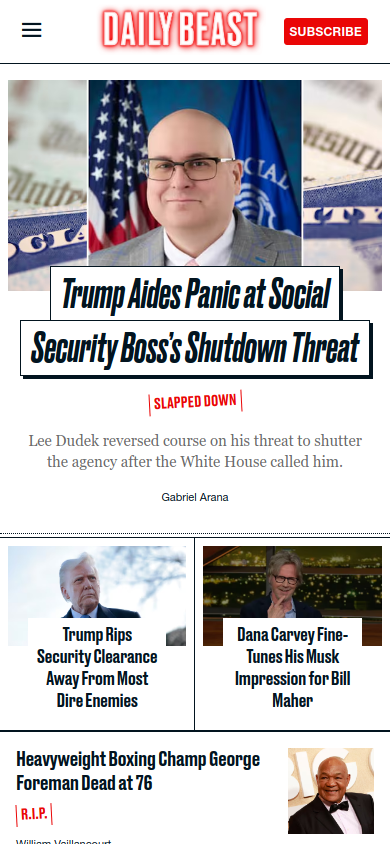 DAILY BEAST
SUBSCRIBE
Trump Aides Panic at Social
Security Boss's Shutdown Threat
SLAPPED DOWN
Lee Dudek reversed course on his threat to shutter
the agency after the White House called him.
Gabriel Arana
Trump Rips
Security Clearance
Away From Most
Dire Enemies
Dana Carvey Fine-
Tunes His Musk
Impression for Bill
Maher
Heavyweight Boxing Champ George
Foreman Dead at 76
R.I.P.
William Vaillancourt